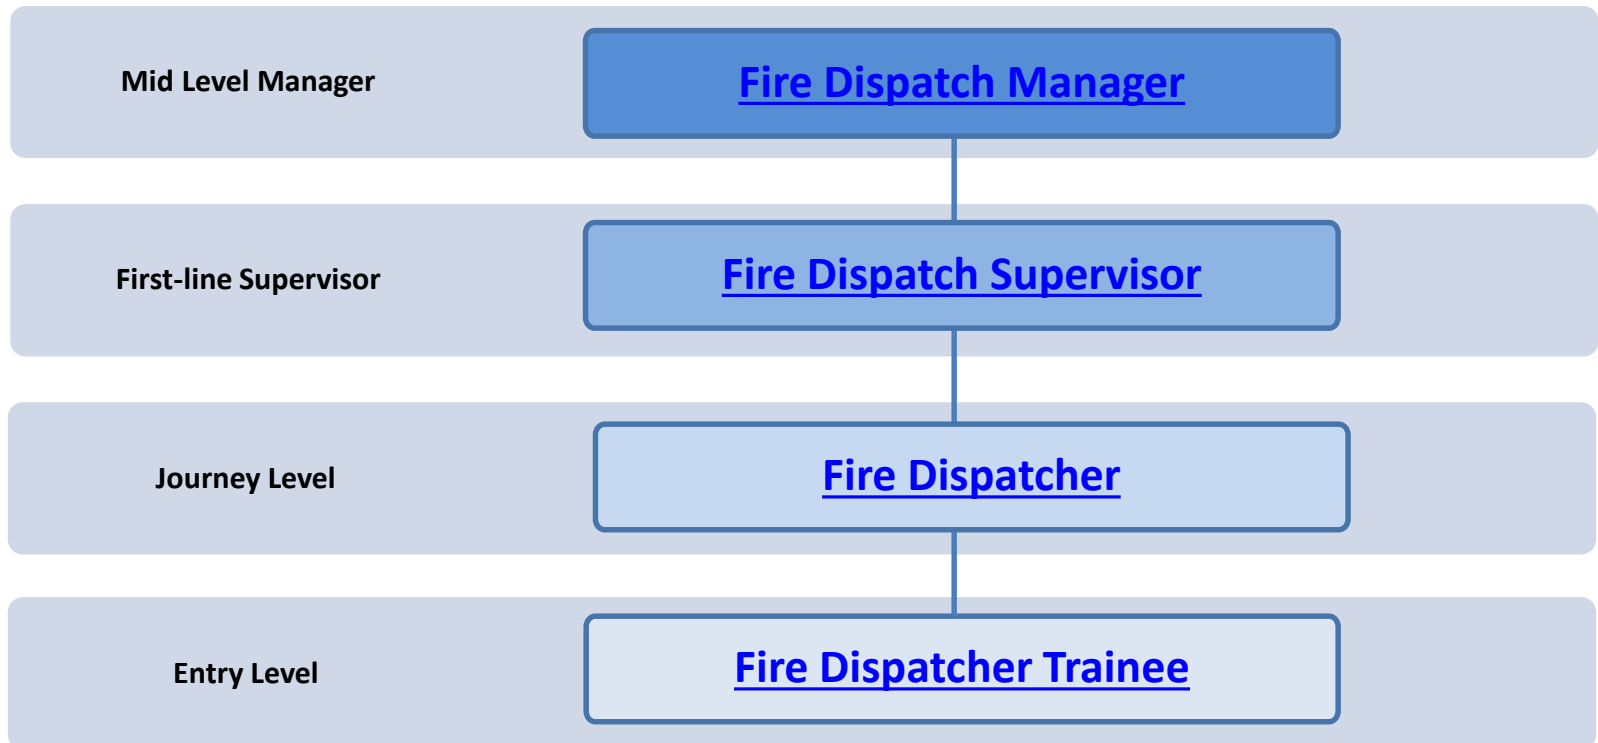 Mid Level Manager
Fire Dispatch Manager
First-line Supervisor
Fire Dispatch Supervisor
Journey Level
Fire Dispatcher
Entry Level
Fire Dispatcher Trainee